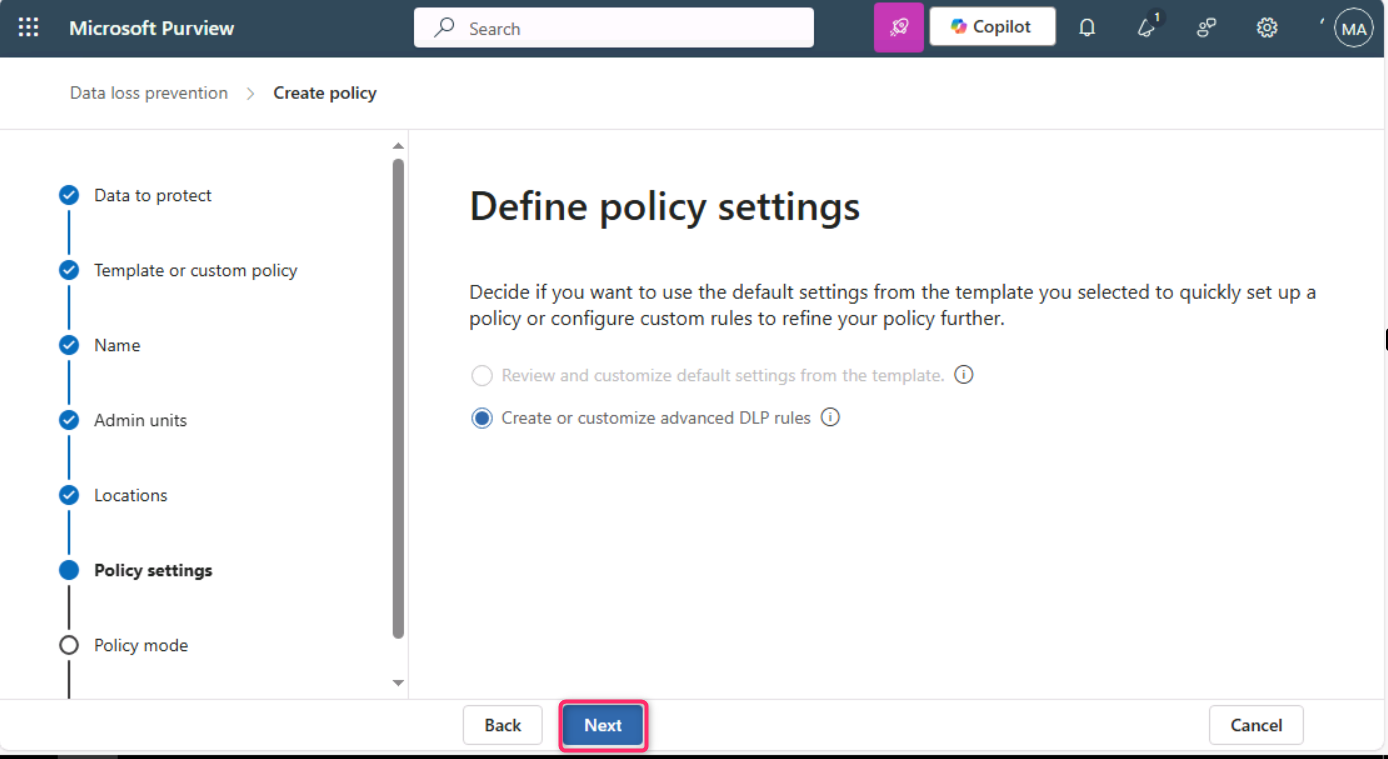 Microsoft Purview
Search
Copilot
1
MA
Data loss prevention > Create policy
Data to protect
Template or custom policy
Name
Admin units
Locations
Policy settings
Policy mode
Define policy settings
Decide if you want to use the default settings from the template you selected to quickly set up a
policy or configure custom rules to refine your policy further.
Review and customize default settings from the template.
Create or customize advanced DLP rules
Back
Next
Cancel